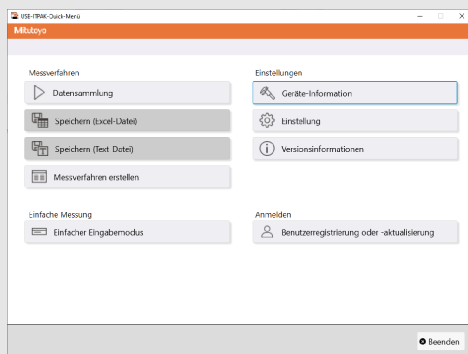 USB-ITPAK-Quick-Menü
Mitutoyo
Messverfahren
Datensammlung
Speichern (Excel-Datei)
Speichern (Text Datei)
Messverfahren erstellen
Einfache Messung
Einfacher Eingabemodus
Einstellungen
Geräte-Information
Einstellung
Versionsinformationen
Anmelden
Benutzerregistrierung oder -aktualisierung
Beenden